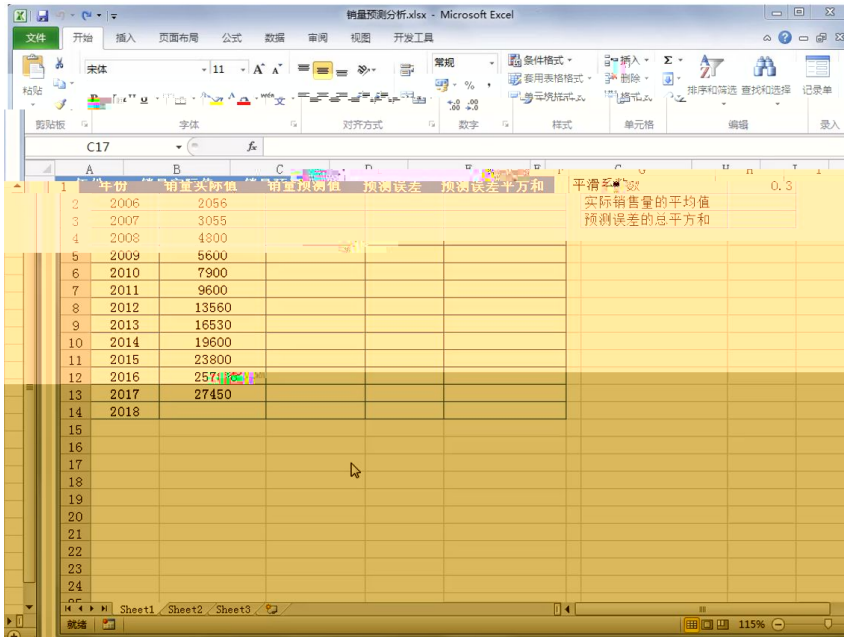 销量预测分析.xlsx - Microsoft Excel
文件 开始 插入 页面布局 公式 数据 审阅 视图 开发工具
宋体 11 A A 常规 条件格式 插入 Σ
粘贴 % , 套用表格格式 删除 排序和筛选 查找和选择 记录单
B U 单元格样式 格式
剪贴板 字体 对齐方式 数字 样式 单元格 编辑 录入
C17 fx
A B C
1 年份 销量实际值 销量预测值 预测误差 预测误差平方和 平滑系数 0.3
2 2006 2056 实际销售量的平均值
3 2007 3055 预测误差的总平方和
4 2008 4800
5 2009 5600
6 2010 7900
7 2011 9600
8 2012 13560
9 2013 16530
10 2014 19600
11 2015 23800
12 2016
13 2017 27450
14 2018
15
16
17
18
19
20
21
22
23
24
Sheet1 Sheet2 Sheet3
就绪 115%